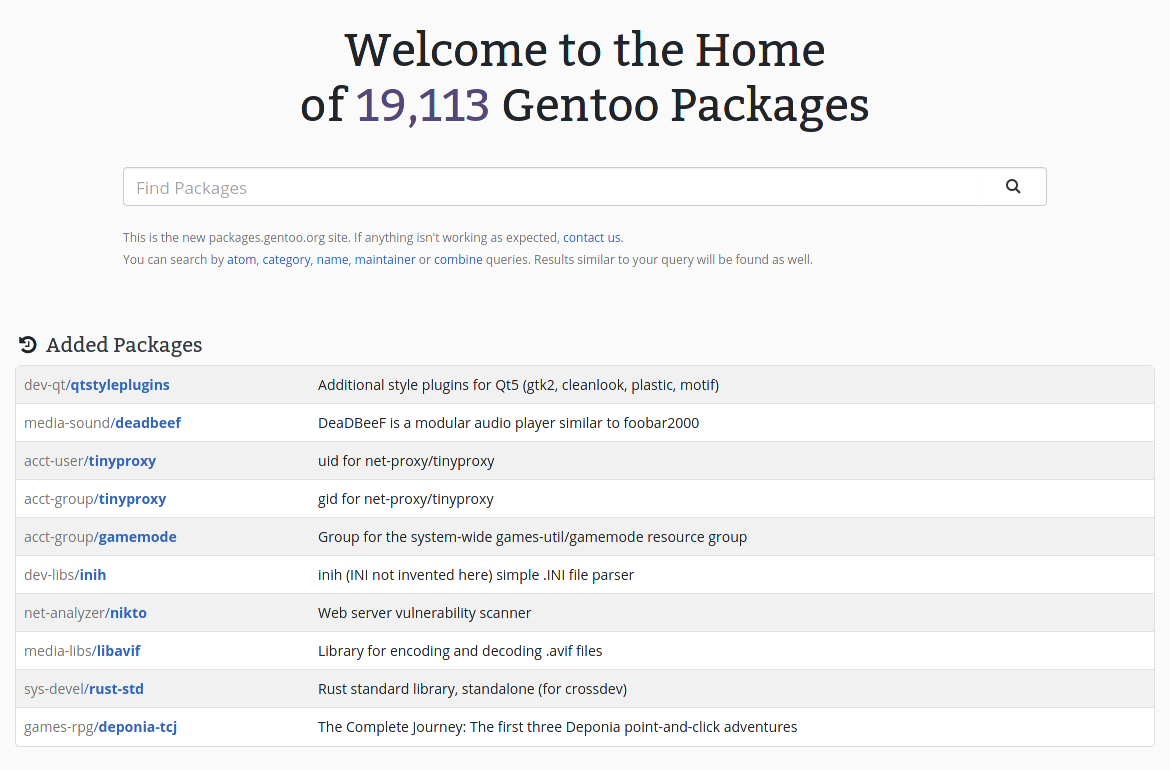 Welcome to the Home
of 19,113 Gentoo Packages
Find Packages
This is the new packages.gentoo.org site. If anything isn't working as expected, contact us.
You can search by atom, category, name, maintainer or combine queries. Results similar to your query will be found as well.
Added Packages
dev-qt/qtstyleplugins Additional style plugins for Qt5 (gtk2, cleanlook, plastic, motif)
media-sound/deadbeef DeaDBeeF is a modular audio player similar to foobar2000
acct-user/tinyproxy uid for net-proxy/tinyproxy
acct-group/tinyproxy gid for net-proxy/tinyproxy
acct-group/gamemode Group for the system-wide games-util/gamemode resource group
dev-libs/inih inih (INI not invented here) simple .INI file parser
net-analyzer/nikto Web server vulnerability scanner
media-libs/libavif Library for encoding and decoding .avif files
sys-devel/rust-std Rust standard library, standalone (for crossdev)
games-rpg/deponia-tcj The Complete Journey: The first three Deponia point-and-click adventures